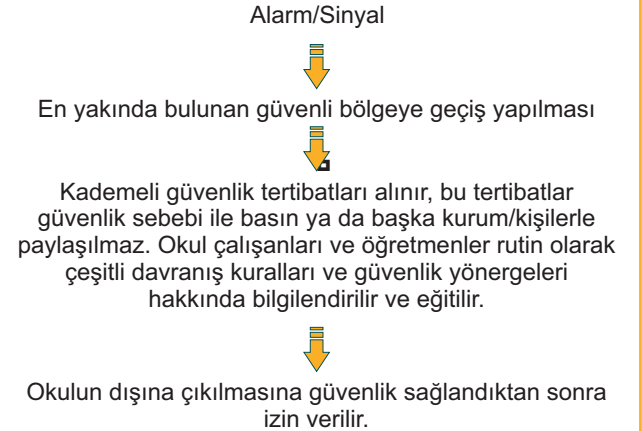 Alarm/Sinyal
En yakında bulunan güvenli bölgeye geçiş yapılması
Kademeli güvenlik tertibatları alınır, bu tertibatlar
güvenlik sebebi ile basın ya da başka kurum/kişilerle
paylaşılmaz. Okul çalışanları ve öğretmenler rutin olarak
çeşitli davranış kuralları ve güvenlik yönergeleri
hakkında bilgilendirilir ve eğitilir.
Okulun dışına çıkılmasına güvenlik sağlandıktan sonra
izin verilir.